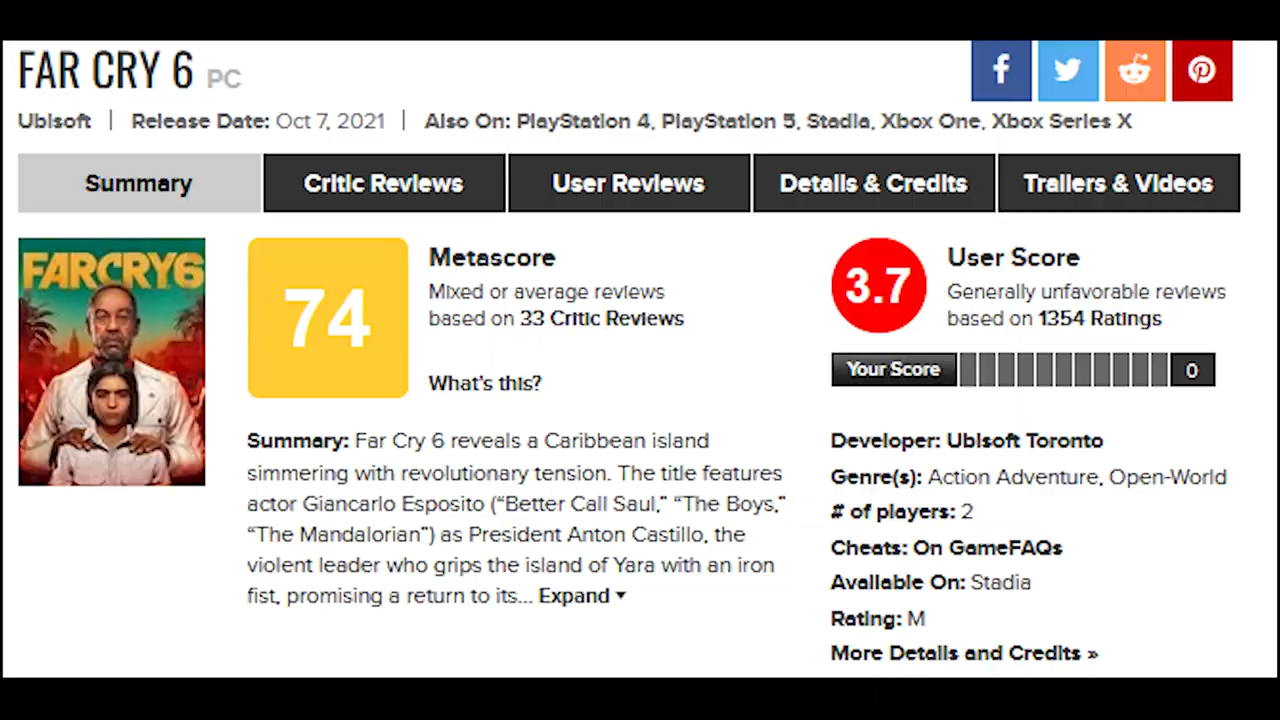 FAR CRY 6 PC
Ubisoft | Release Date: Oct 7, 2021 | Also On: PlayStation 4, PlayStation 5, Stadia, Xbox One, Xbox Series X
Summary
Critic Reviews
User Reviews
Details & Credits
Trailers & Videos
FARCRY6
74
Metascore
Mixed or average reviews
based on 33 Critic Reviews
What's this?
Summary: Far Cry 6 reveals a Caribbean island
simmering with revolutionary tension. The title features
actor Giancarlo Esposito (“Better Call Saul,” “The Boys,”
“The Mandalorian”) as President Anton Castillo, the
violent leader who grips the island of Yara with an iron
fist, promising a return to its... Expand ▾
3.7
User Score
Generally unfavorable reviews
based on 1354 Ratings
Your Score
0
Developer: Ubisoft Toronto
Genre(s): Action Adventure, Open-World
# of players: 2
Cheats: On GameFAQs
Available On: Stadia
Rating: M
More Details and Credits »